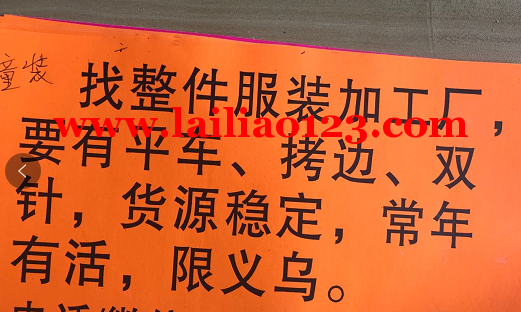 童装
找整件服装加工厂，
www.lailiao123.com
要有平车、拷边、双
针，货源稳定，常年
有活，限义乌。